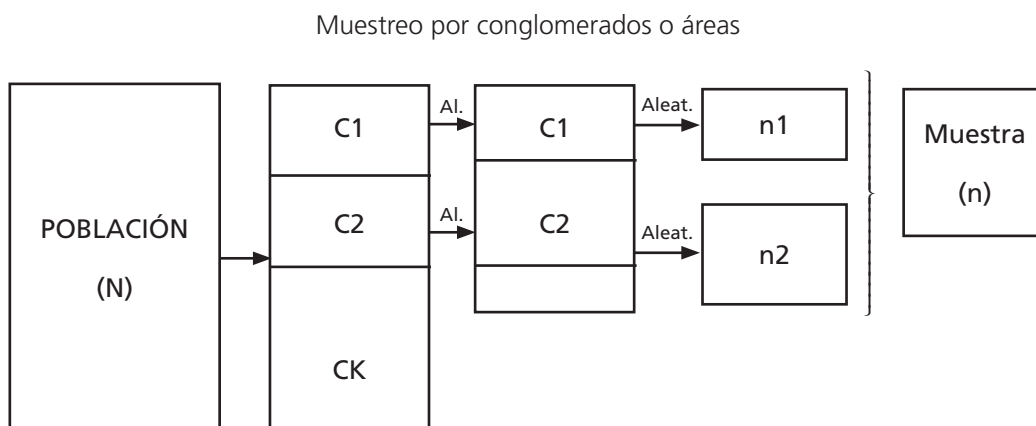 Muestreo por conglomerados o áreas
POBLACIÓN
(N)
C1
C2
CK
Al.
Al.
C1
C2
Aleat.
Aleat.
n1
n2
Muestra
(n)